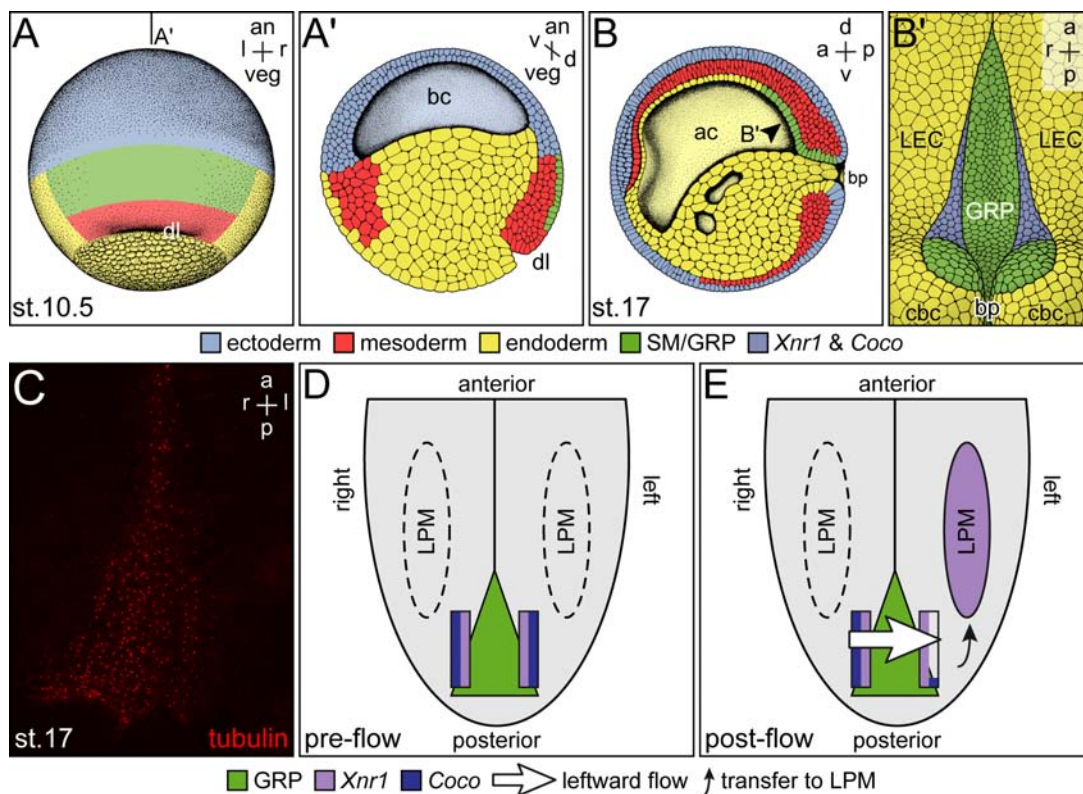 A
A'
an
l r
veg
dl
st.10.5
A'
an
v d
veg
bc
dl
B
d
a p
v
ac
B'
bp
st.17
B'
a
r
p
LEC
LEC
GRP
cbc
bp
cbc
ectoderm mesoderm endoderm SM/GRP Xnr1 & Coco
C
a
r l
p
st.17
tubulin
D
anterior
right
left
LPM
LPM
pre-flow
posterior
E
anterior
right
left
LPM
LPM
post-flow
posterior
GRP Xnr1 Coco leftward flow transfer to LPM